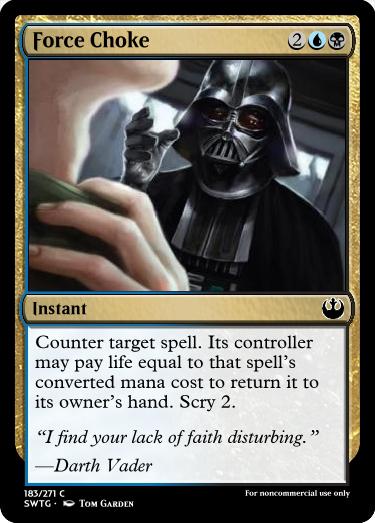 Force Choke 2
Instant
Counter target spell. Its controller
may pay life equal to that spell's
converted mana cost to return it to
its owner's hand. Scry 2.
"I find your lack of faith disturbing."
—Darth Vader
183/271 C
For noncommercial use only
SWTG · Tom Garden